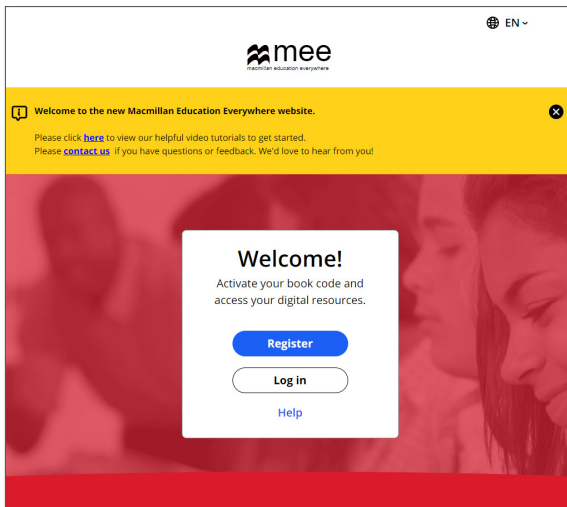 EN
mee
macmillan education everywhere
Welcome to the new Macmillan Education Everywhere website.
Please click here to view our helpful video tutorials to get started.
Please contact us if you have questions or feedback. We'd love to hear from you!
Welcome!
Activate your book code and
access your digital resources.
Register
Log in
Help